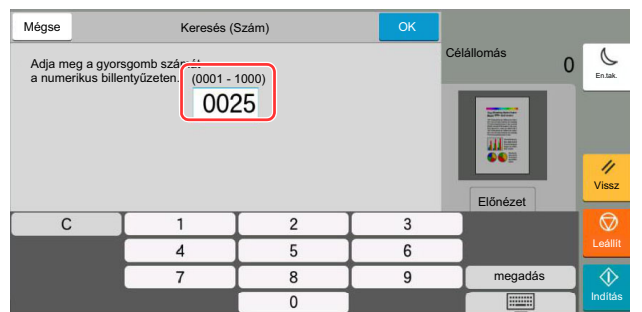 Mégse
Keresés (Szám)
OK
Adja meg a gyorsgomb számát
a numerikus billentyűzeten.
(0001 - 1000)
0025
Célállomás
0
En.tak.
Előnézet
Vissz
C
1
2
3
Leállít
4
5
6
7
8
9
megadás
Indítás
0